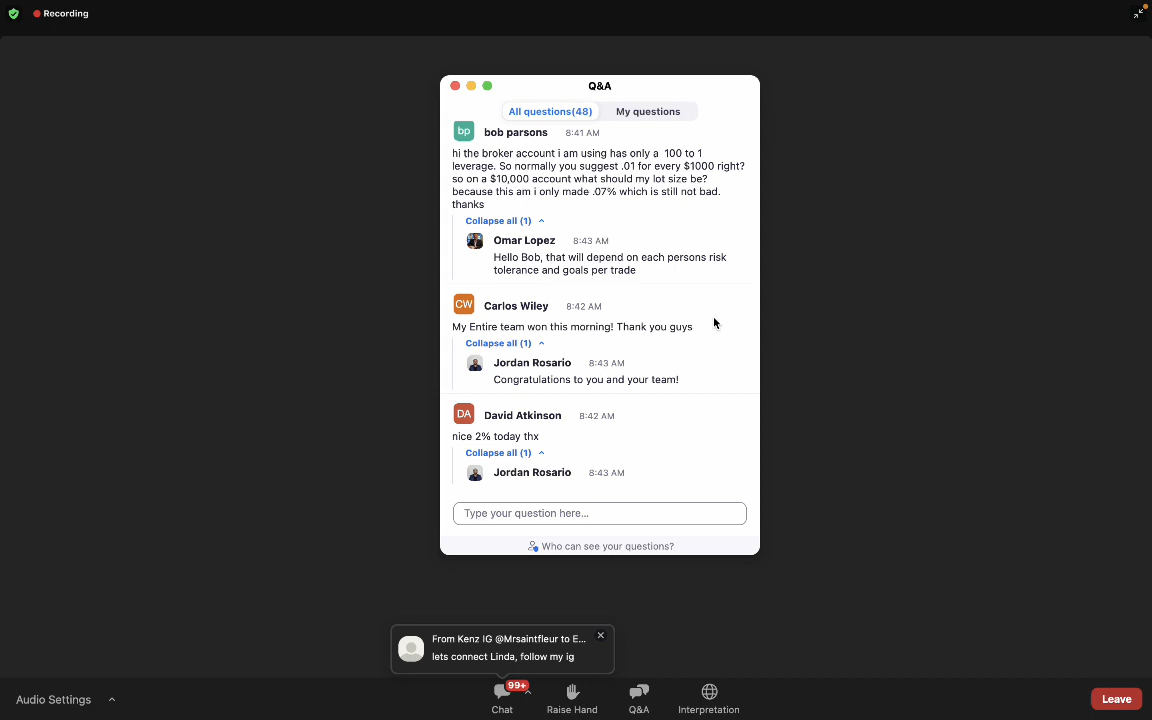 Recording
Q&A
All questions(48) My questions
bp bob parsons 8:41 AM
hi the broker account i am using has only a 100 to 1
leverage. So normally you suggest .01 for every $1000 right?
so on a $10,000 account what should my lot size be?
because this am i only made .07% which is still not bad.
thanks
Collapse all (1)
Omar Lopez 8:43 AM
Hello Bob, that will depend on each persons risk
tolerance and goals per trade
CW Carlos Wiley 8:42 AM
My Entire team won this morning! Thank you guys
Collapse all (1)
Jordan Rosario 8:43 AM
Congratulations to you and your team!
DA David Atkinson 8:42 AM
nice 2% today thx
Collapse all (1)
Jordan Rosario 8:43 AM
Type your question here...
Who can see your questions?
From Kenz IG @Mrsaintfleur to E...
lets connect Linda, follow my ig
99+
Audio Settings Chat Raise Hand Q&A Interpretation Leave